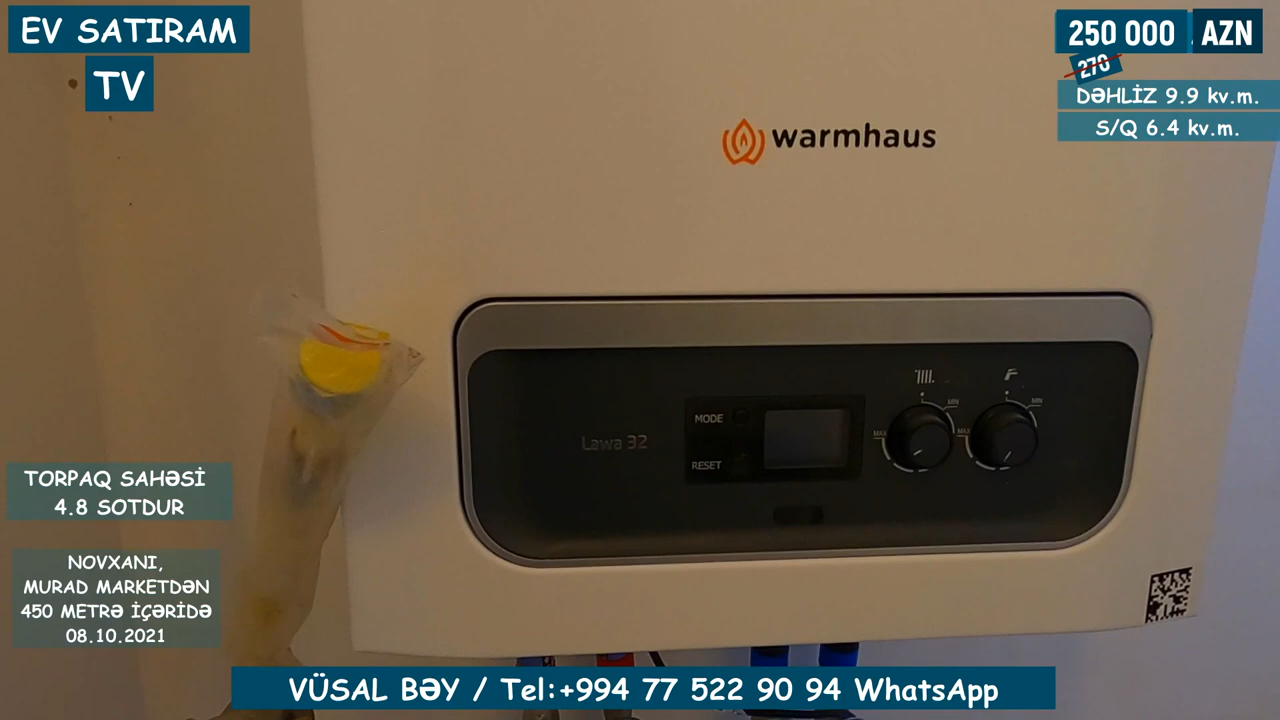 EV SATIRAM
TV
250 000 AZN
270
DƏHLİZ 9.9 kv.m.
S/Q 6.4 kv.m.
warmhaus
MIN
MIN
MODE
MAX
MAX
Lawa 32
RESET
TORPAQ SAHƏSİ
4.8 SOTDUR
NOVXANI,
MURAD MARKETDƏN
450 METRƏ İÇƏRİDƏ
08.10.2021
VÜSAL BƏY / Tel:+994 77 522 90 94 WhatsApp